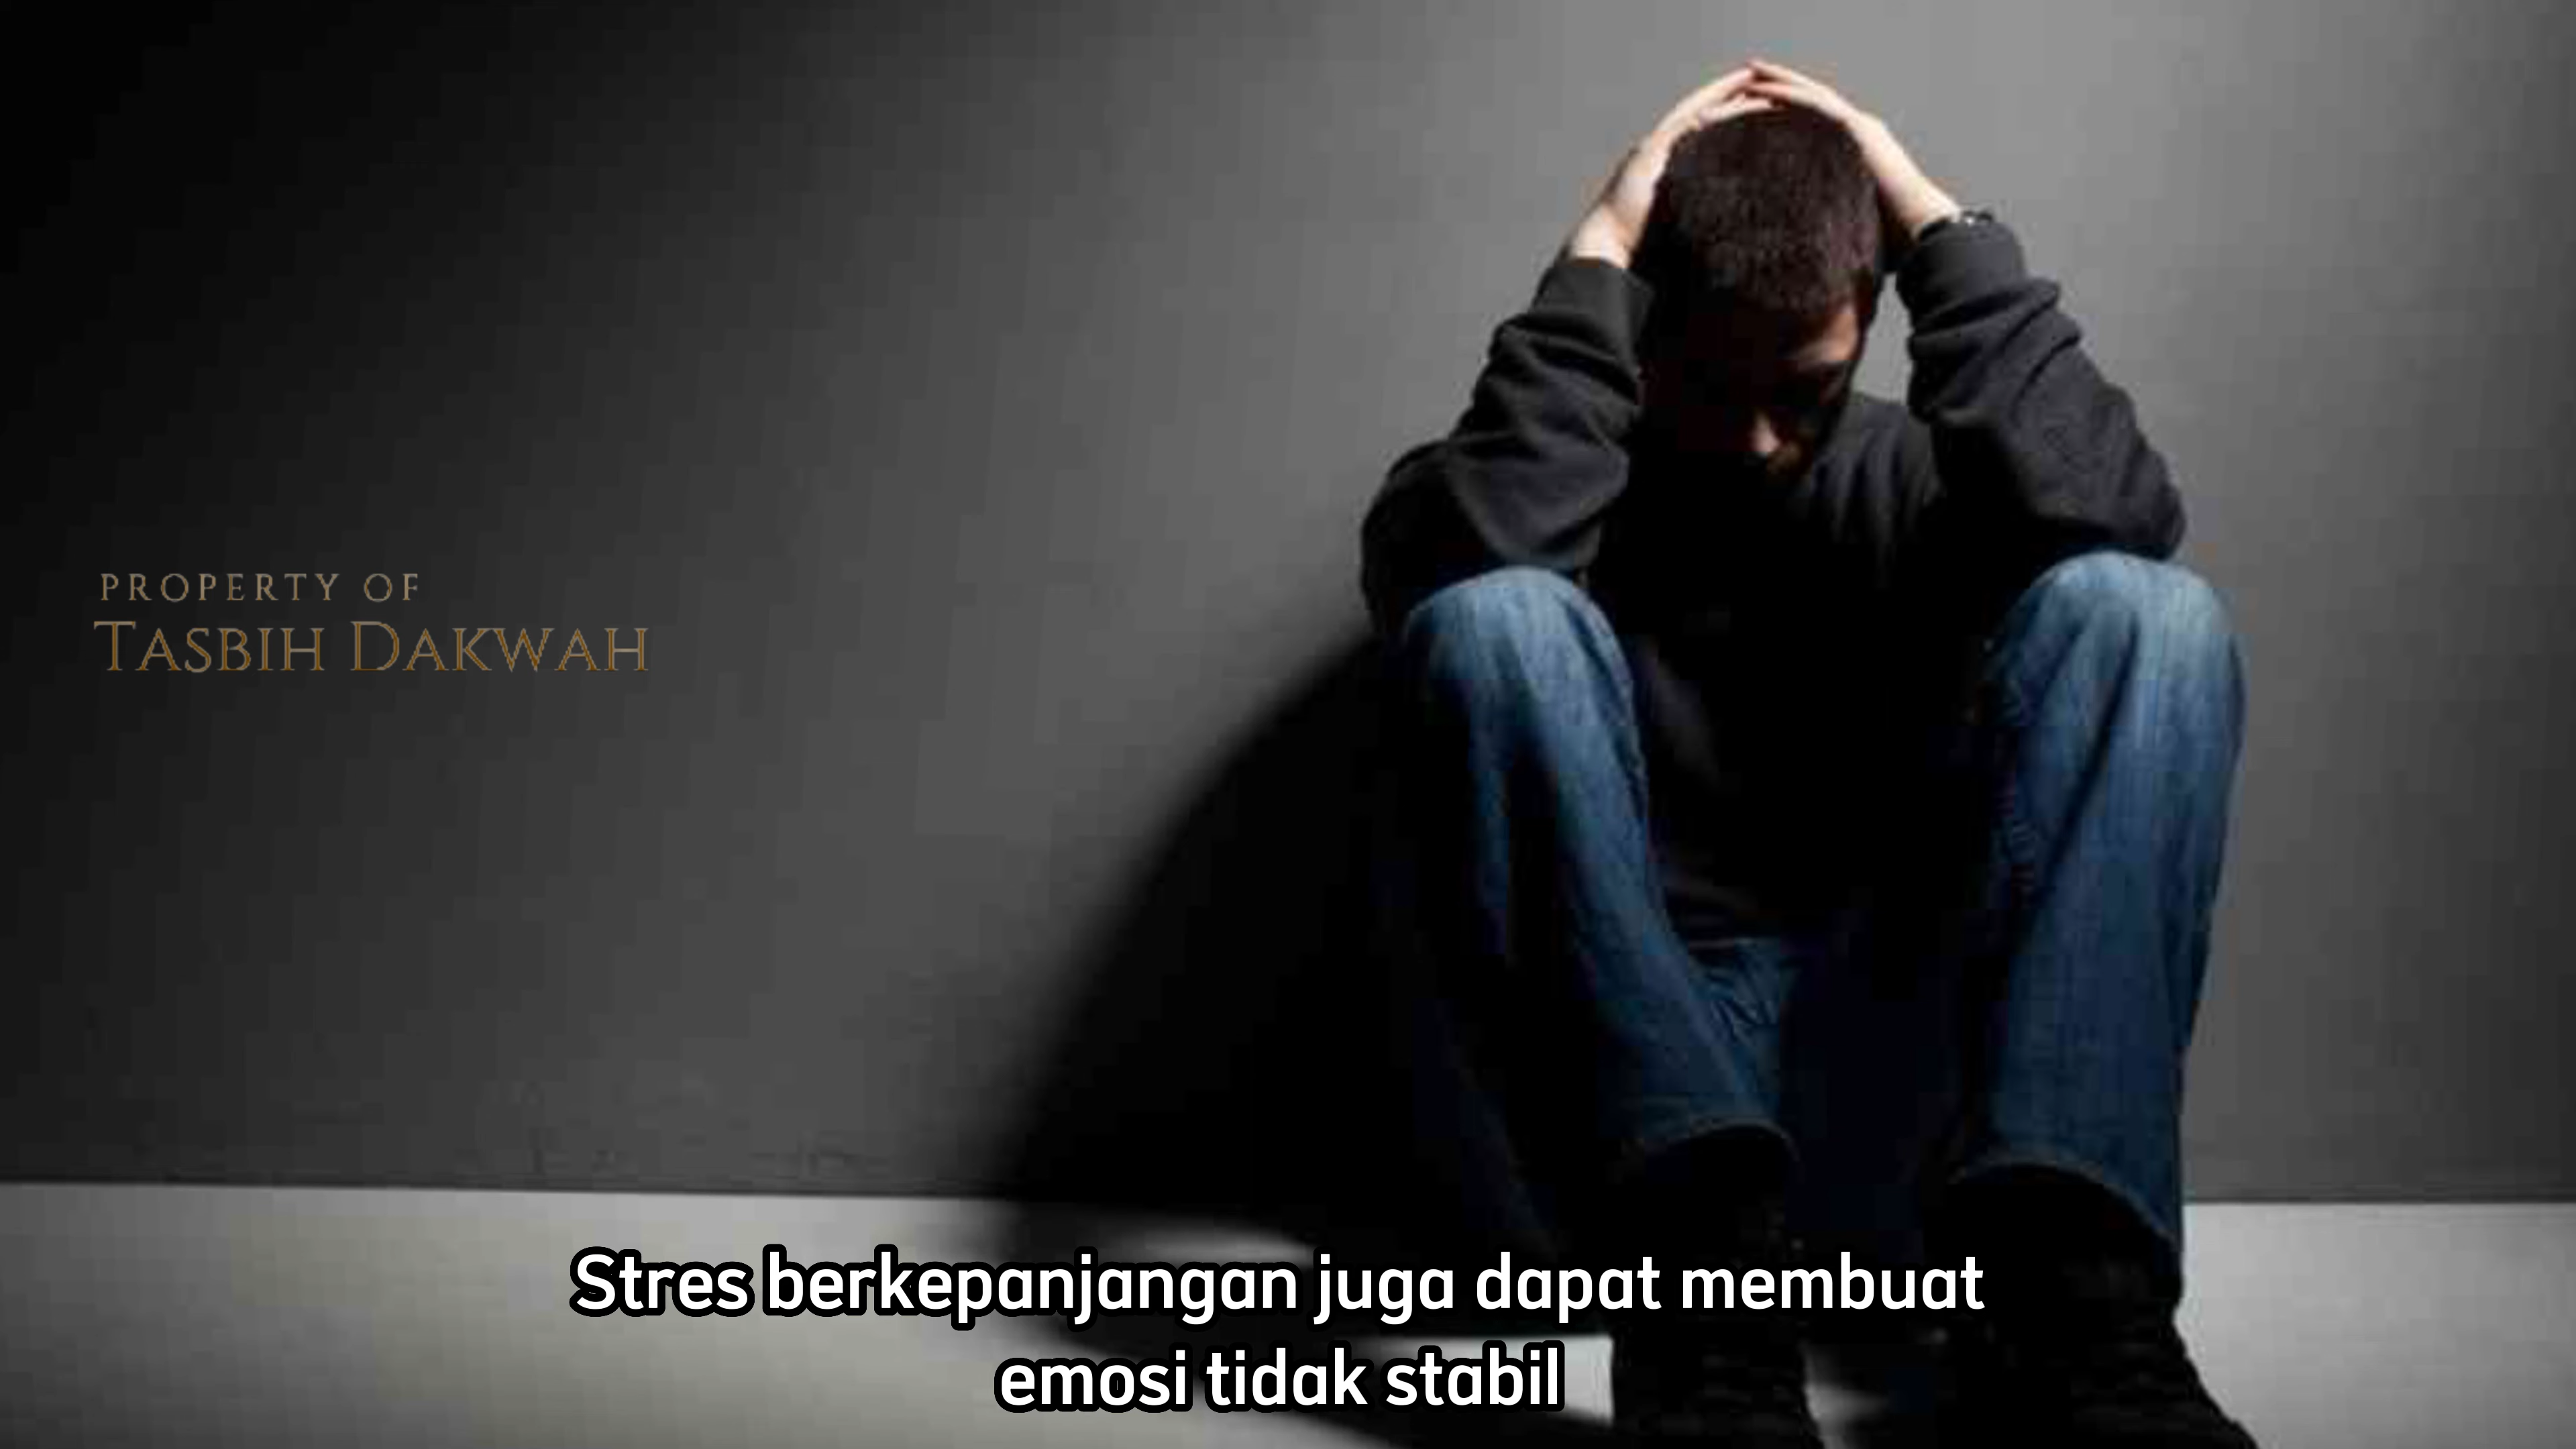 PROPERTY OF
TASBIH DAKWAH
Stres berkepanjangan juga dapat membuat
emosi tidak stabil